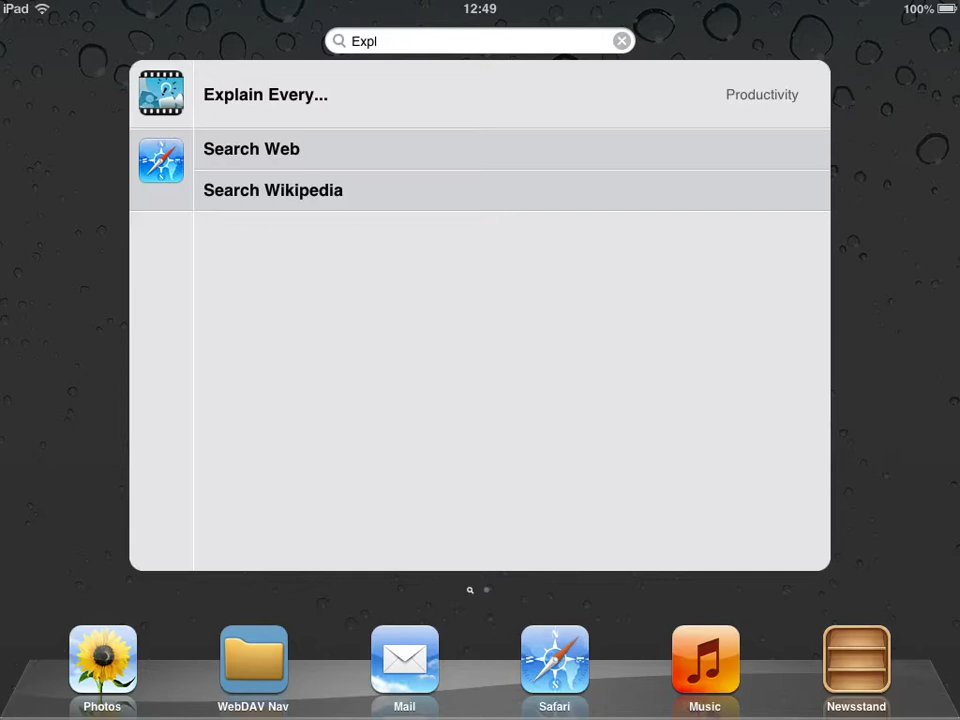 iPad 12:49 100%
Expl
Explain Every... Productivity
Search Web
Search Wikipedia
Photos WebDAV Nav Mail Safari Music Newsstand